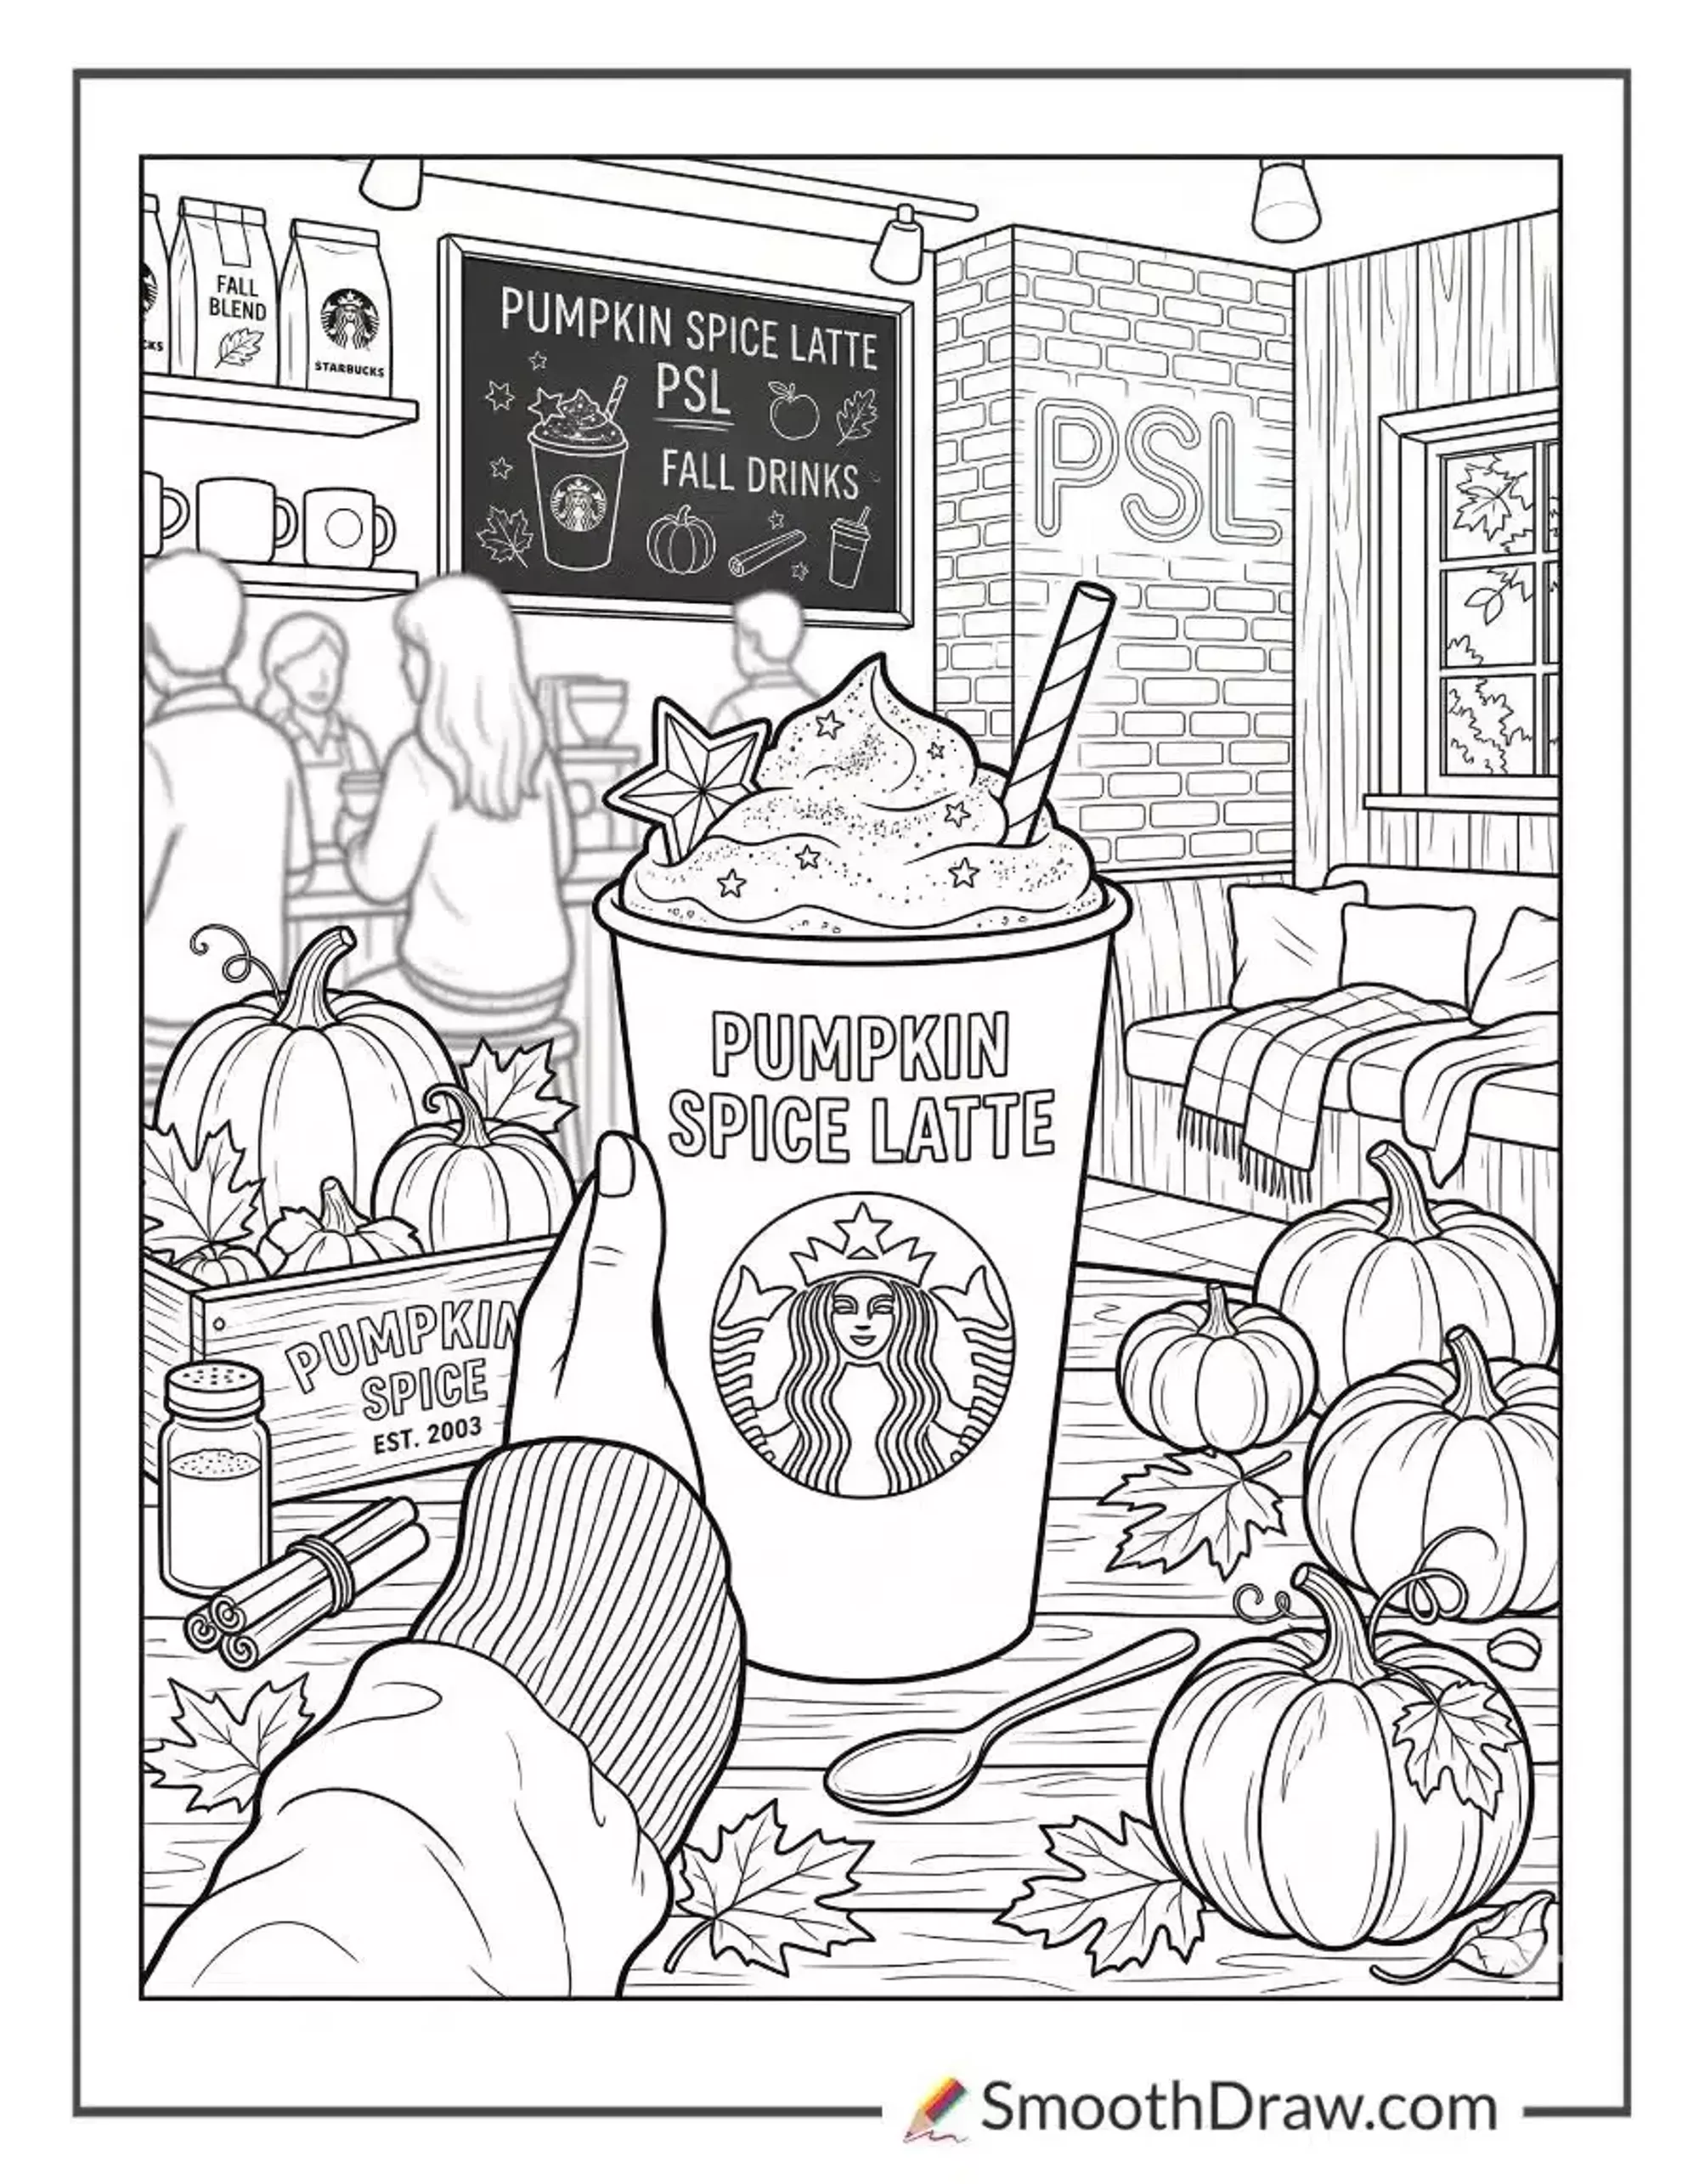 FALL
BLEND
STARBUCKS
CKS
PUMPKIN SPICE LATTE
PSL
FALL DRINKS
PSL
PUMPKIN
SPICE LATTE
PUMPKIN
SPICE
EST. 2003
SmoothDraw.com